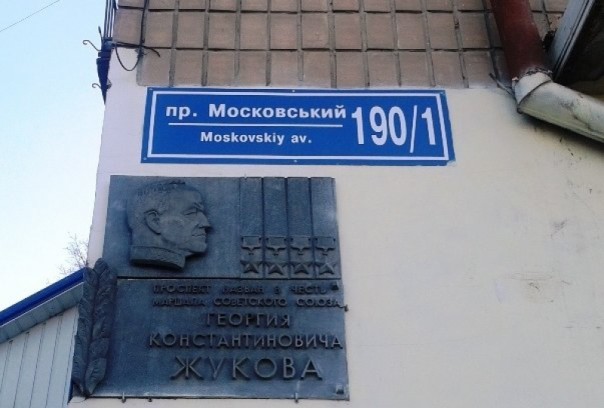 пр. Московський
Moskovskiy av.
190/1
ПРОСПЕКТ НАЗВАН В ЧЕСТЬ
МАРШАЛА СОВЕТСКОГО СОЮЗА
ГЕОРГИЯ
КОНСТАНТИНОВИЧА
ЖУКОВА